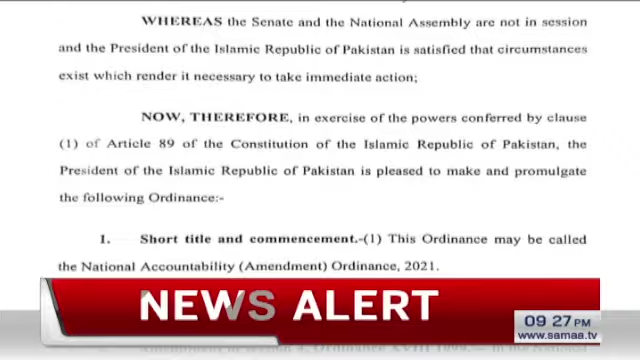 WHEREAS the Senate and the National Assembly are not in session
and the President of the Islamic Republic of Pakistan is satisfied that circumstances
exist which render it necessary to take immediate action;
NOW, THEREFORE, in exercise of the powers conferred by clause
(1) of Article 89 of the Constitution of the Islamic Republic of Pakistan, the
President of the Islamic Republic of Pakistan is pleased to make and promulgate
the following Ordinance:-
1. Short title and commencement.-(1) This Ordinance may be called
the National Accountability (Amendment) Ordinance, 2021.
NEWS ALERT
09 27 PM
www.samaa.tv